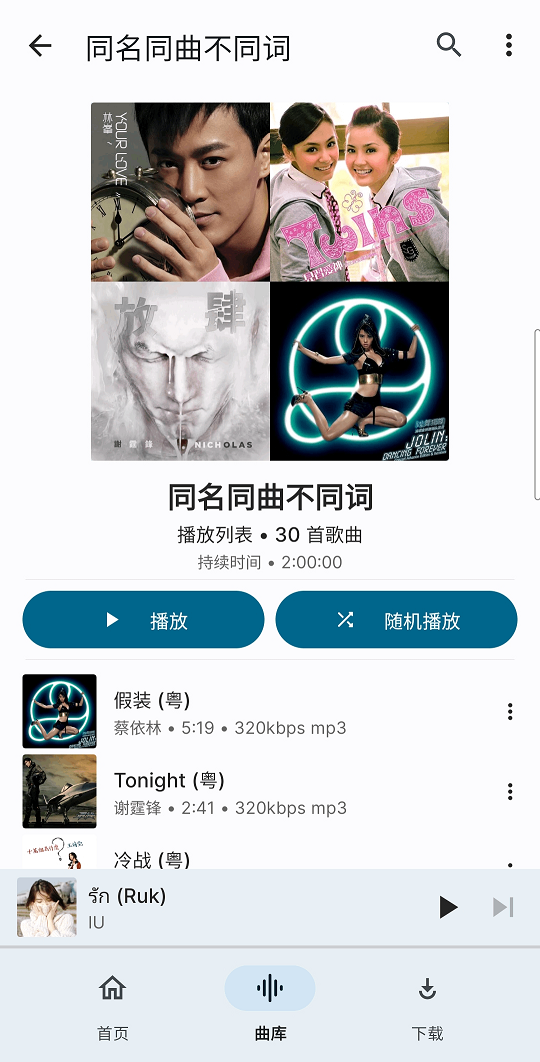 同名同曲不同词
林峯
YOUR LOVE
Twins
放肆
謝霆鋒
NICHOLAS
JOLIN:
DANCING FOREVER
同名同曲不同词
播放列表 • 30 首歌曲
持续时间 • 2:00:00
播放
随机播放
假装 (粤)
蔡依林 • 5:19 • 320kbps mp3
Tonight (粤)
谢霆锋 • 2:41 • 320kbps mp3
冷战 (粤)
รัก (Ruk)
IU
首页
曲库
下载